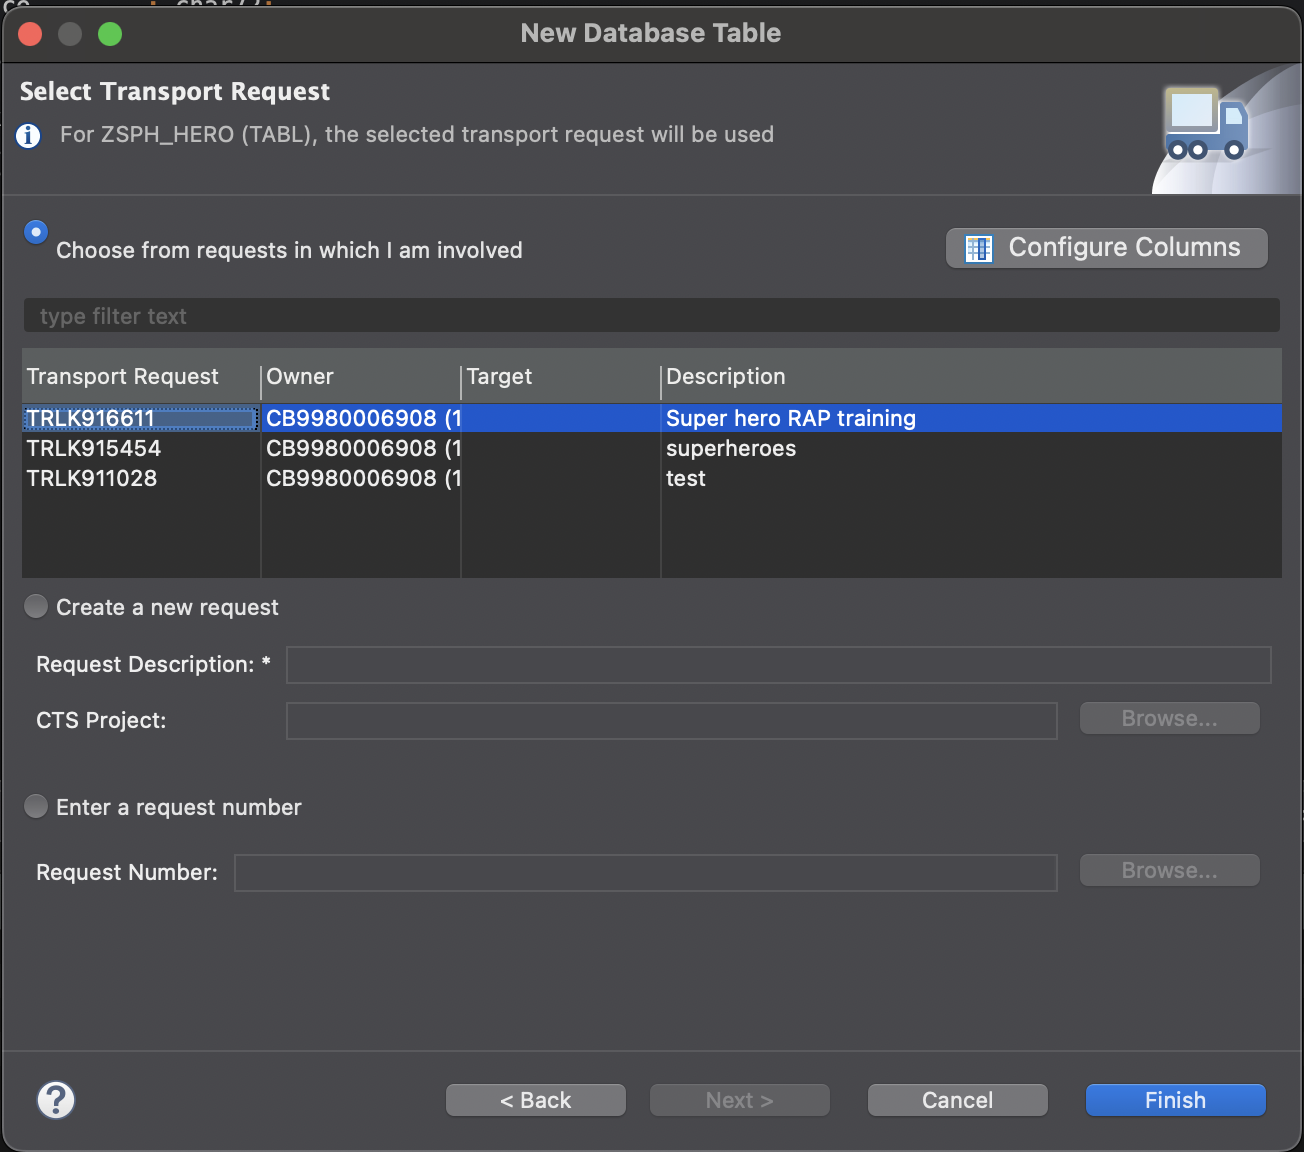 New Database Table
Select Transport Request
For ZSPH_HERO (TABL), the selected transport request will be used
Choose from requests in which I am involved
Configure Columns
type filter text
Transport Request Owner Target Description
TRLK916611 CB9980006908 (1 Super hero RAP training
TRLK915454 CB9980006908 (1 superheroes
TRLK911028 CB9980006908 (1 test
Create a new request
Request Description: *
CTS Project: Browse...
Enter a request number
Request Number: Browse...
? < Back Next > Cancel Finish